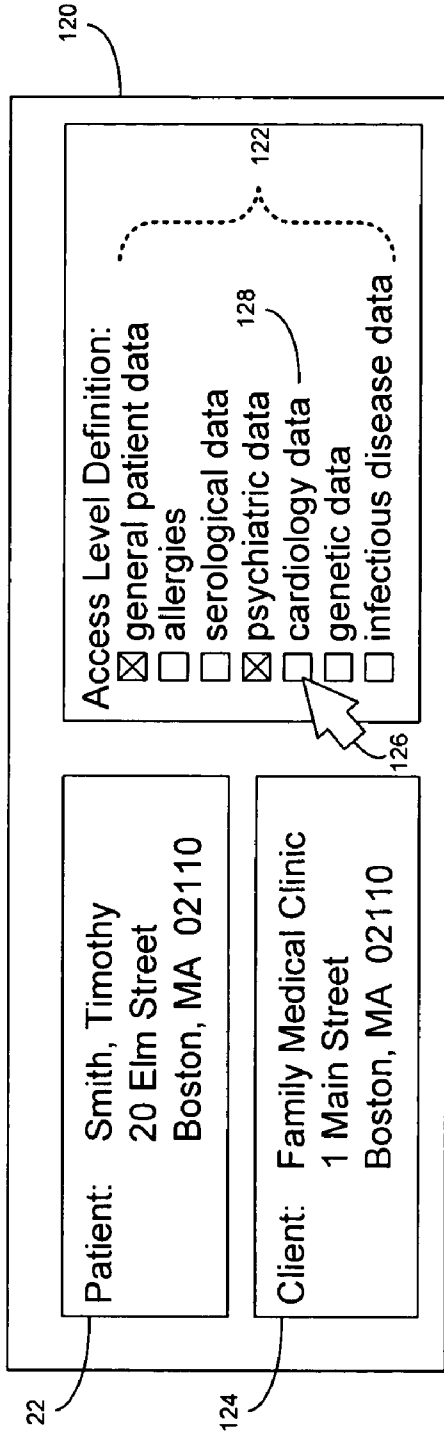 120
22
Patient: Smith, Timothy
20 Elm Street
Boston, MA 02110
124
Client: Family Medical Clinic
1 Main Street
Boston, MA 02110
Access Level Definition:
general patient data
allergies
serological data
psychiatric data
cardiology data
genetic data
infectious disease data
122
128
126